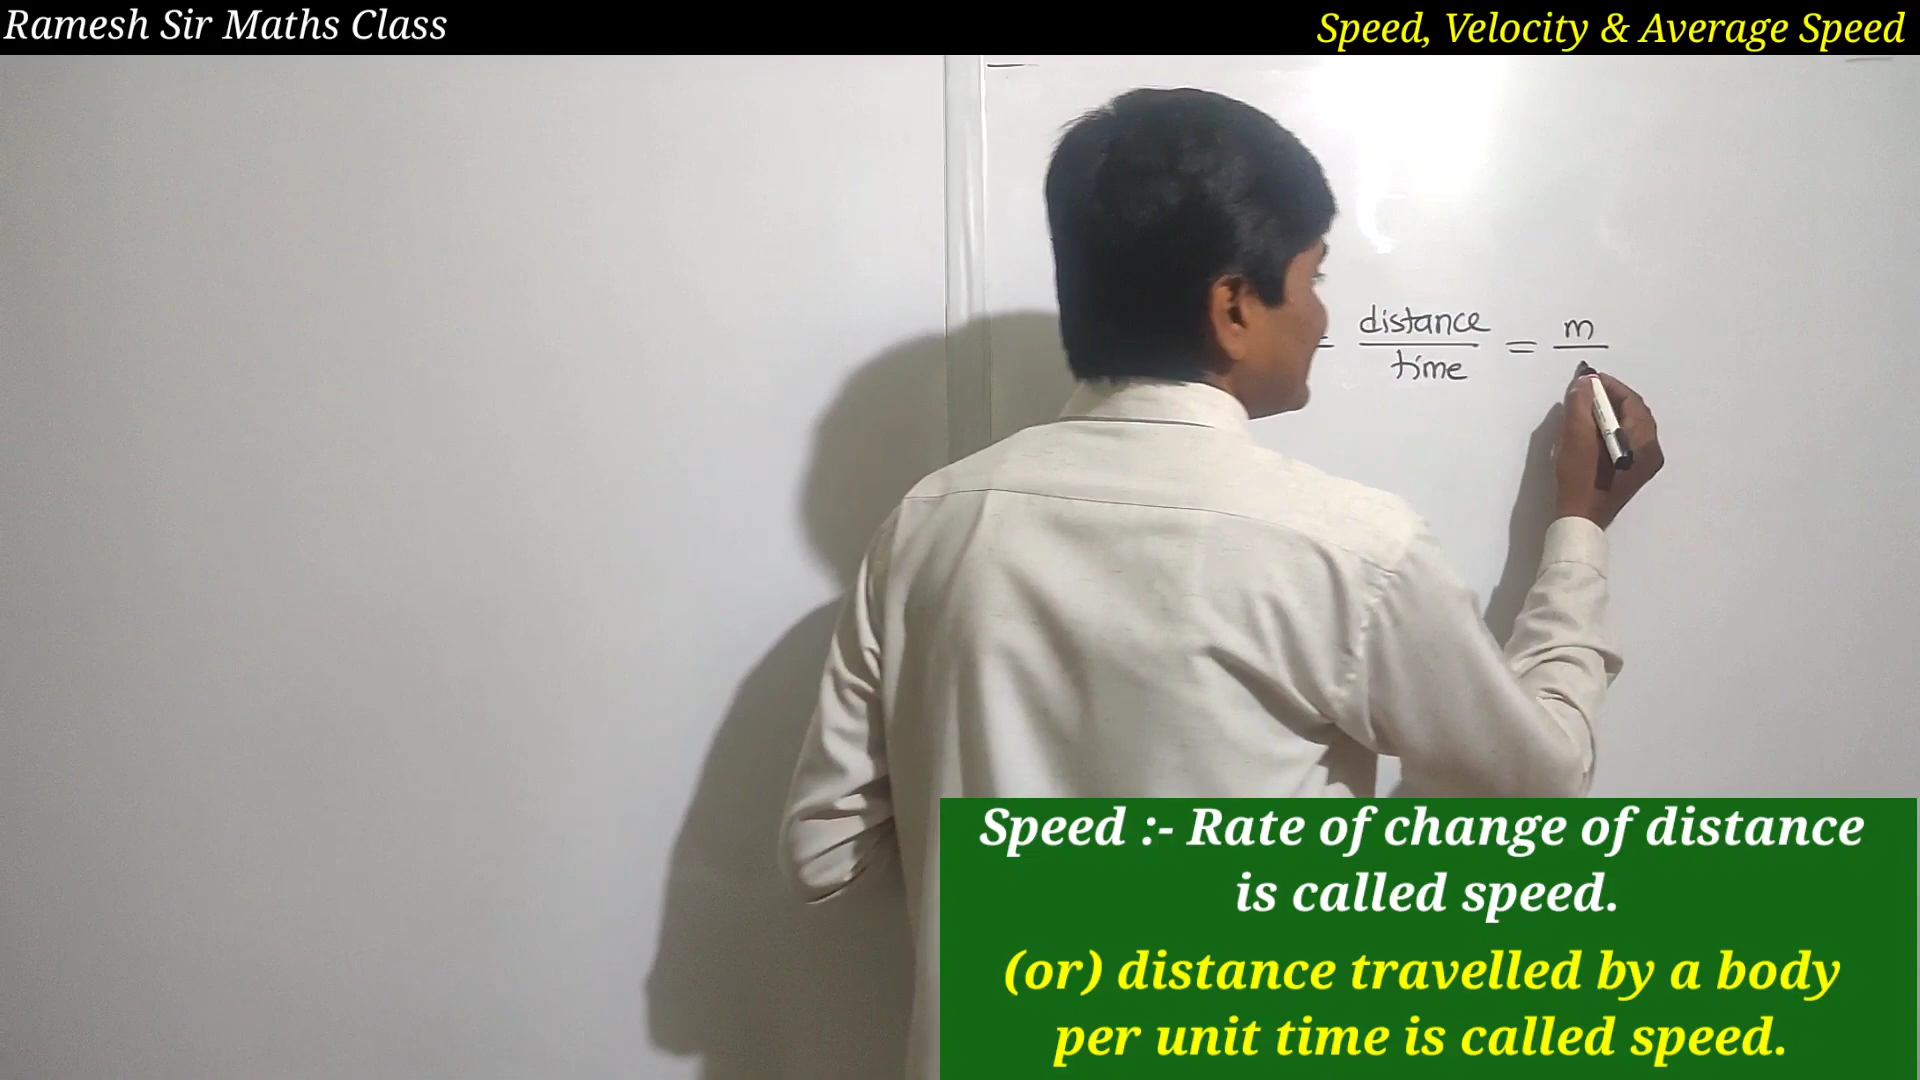 Ramesh Sir Maths Class
Speed, Velocity & Average Speed
= distance / time = m /
Speed :- Rate of change of distance
is called speed.
(or) distance travelled by a body
per unit time is called speed.